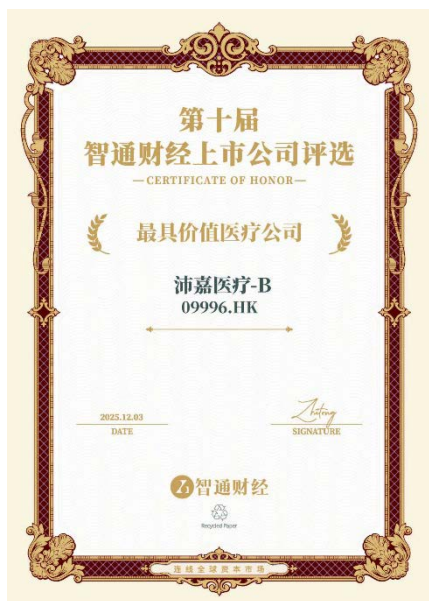 第十届
智通财经上市公司评选
— CERTIFICATE OF HONOR —
最具价值医疗公司
沛嘉医疗-B
09996.HK
2025.12.03
DATE
Zhitong
SIGNATURE
智通财经
Recycled Paper
连线全球资本市场